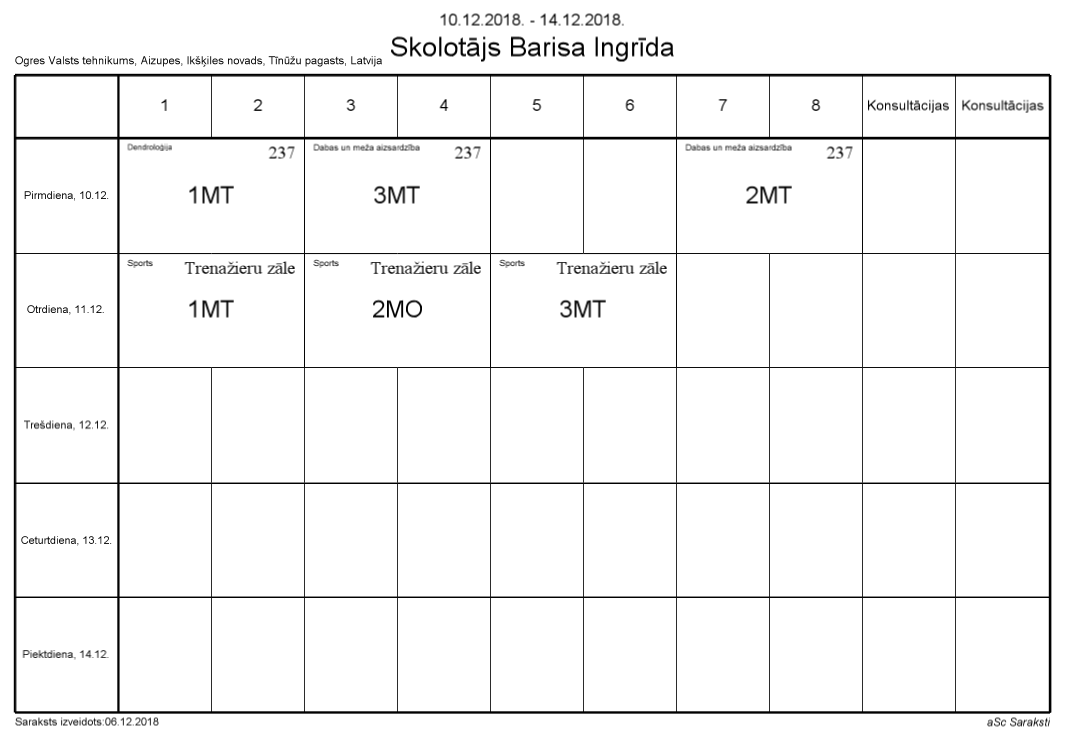 10.12.2018. - 14.12.2018.
Skolotājs Barisa Ingrīda
Ogres Valsts tehnikums, Aizupes, Ikšķiles novads, Tīnūžu pagasts, Latvija
1 2 3 4 5 6 7 8 Konsultācijas Konsultācijas
Dendroloģija 237 Dabas un meža aizsardzība 237 Dabas un meža aizsardzība 237
Pirmdiena, 10.12. 1MT 3MT 2MT
Sports Trenažieru zāle Sports Trenažieru zāle Sports Trenažieru zāle
Otrdiena, 11.12. 1MT 2MO 3MT
Trešdiena, 12.12.
Ceturtdiena, 13.12.
Piektdiena, 14.12.
Saraksts izveidots:06.12.2018 aSc Saraksti